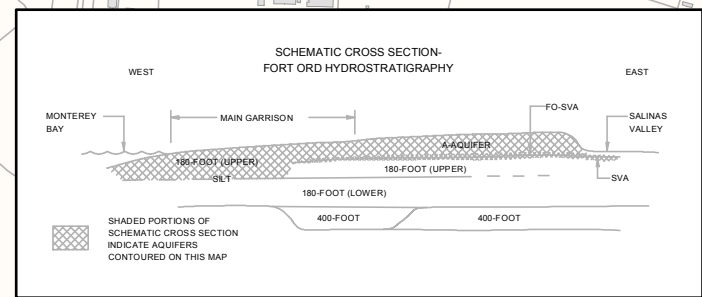 SCHEMATIC CROSS SECTION-
FORT ORD HYDROSTRATIGRAPHY
WEST
EAST
FO-SVA
MONTEREY
BAY
MAIN GARRISON
SALINAS
VALLEY
A-AQUIFER
180-FOOT (UPPER)
180-FOOT (UPPER)
SILT
SVA
180-FOOT (LOWER)
400-FOOT
400-FOOT
SHADED PORTIONS OF
SCHEMATIC CROSS SECTION
INDICATE AQUIFERS
CONTOURED ON THIS MAP